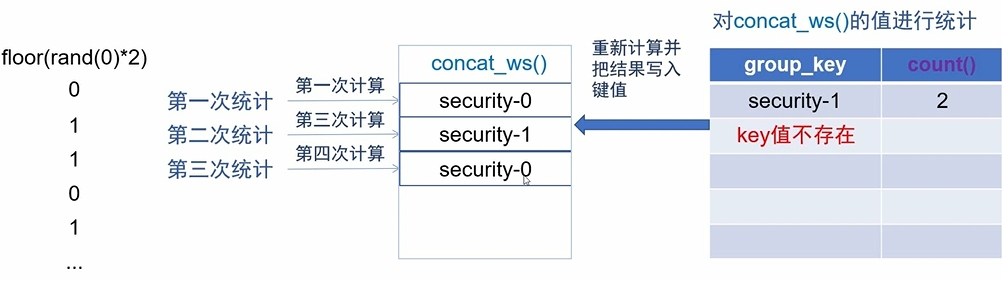 对concat_ws()的值进行统计
floor(rand(0)*2)
0
1
1
0
1
...
第一次统计
第二次统计
第三次统计
第一次计算
第三次计算
第四次计算
concat_ws()
security-0
security-1
security-0
重新计算并
把结果写入
键值
group_key count()
security-1 2
key值不存在